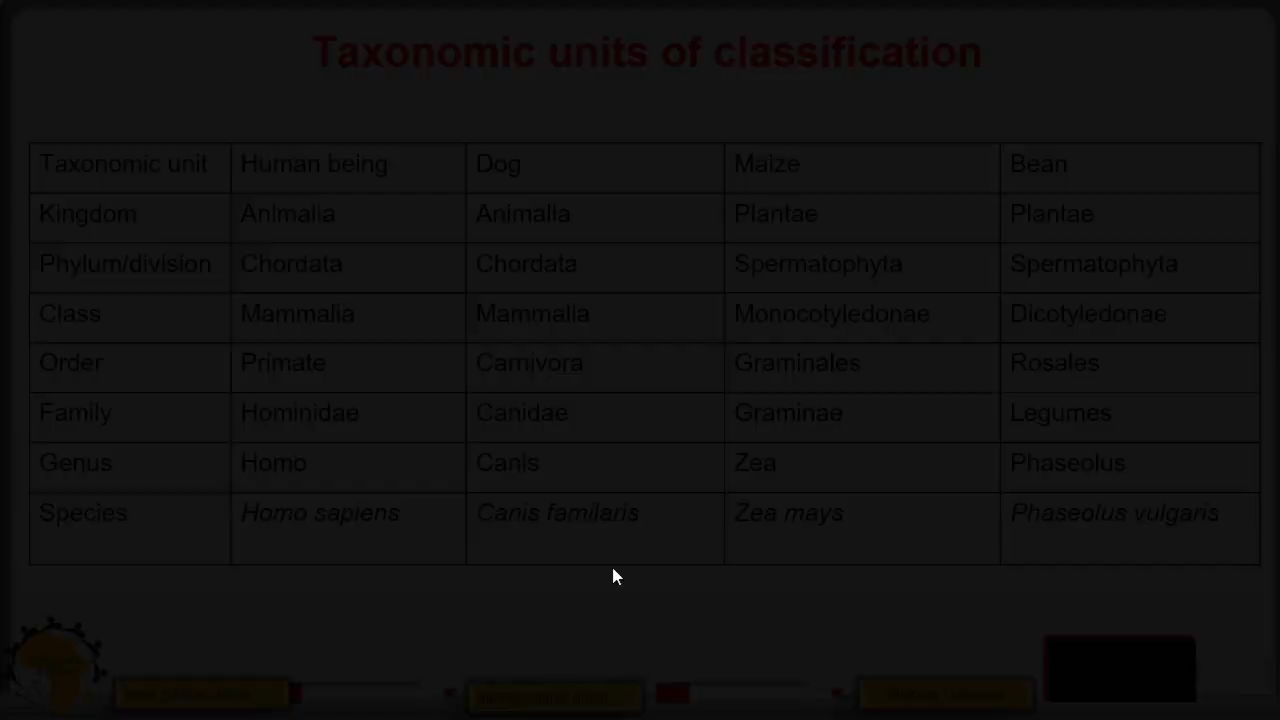 Taxonomic units of classification
Taxonomic unit Human being Dog Maize Bean
Kingdom Animalia Animalia Plantae Plantae
Phylum/division Chordata Chordata Spermatophyta Spermatophyta
Class Mammalia Mammalia Monocotyledonae Dicotyledonae
Order Primate Carnivora Graminales Rosales
Family Hominidae Canidae Graminae Legumes
Genus Homo Canis Zea Phaseolus
Species Homo sapiens Canis familaris Zea mays Phaseolus vulgaris